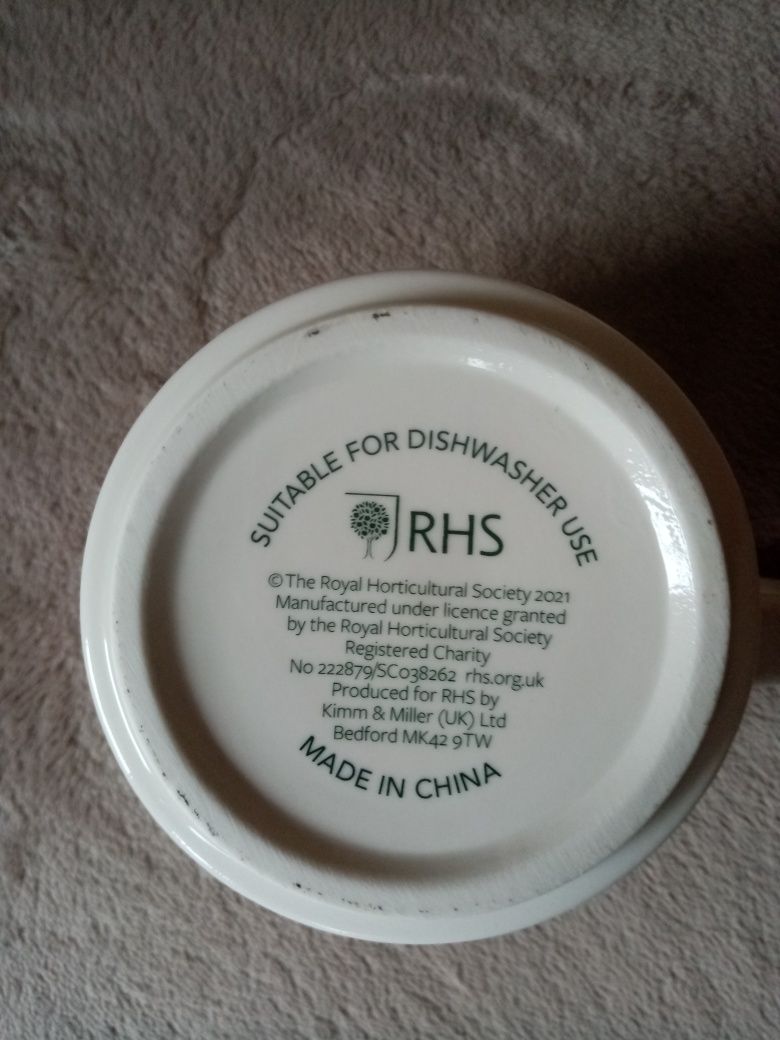 SUITABLE FOR DISHWASHER USE
RHS
© The Royal Horticultural Society 2021
Manufactured under licence granted
by the Royal Horticultural Society
Registered Charity
No 222879/SC038262 rhs.org.uk
Produced for RHS by
Kimm & Miller (UK) Ltd
Bedford MK42 9TW
MADE IN CHINA